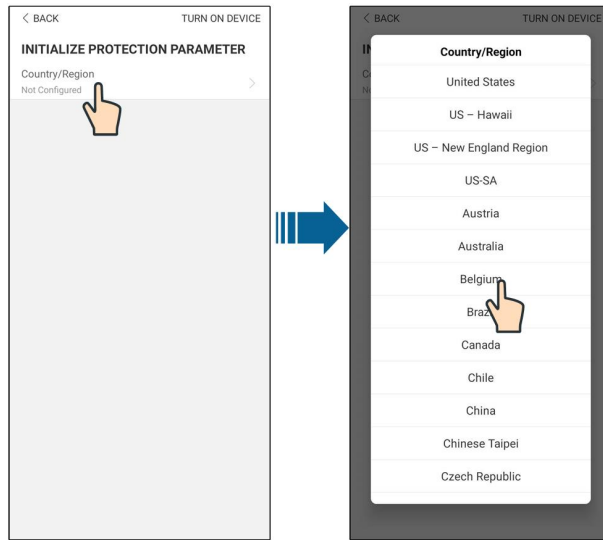 < BACK TURN ON DEVICE
INITIALIZE PROTECTION PARAMETER
Country/Region
Not Configured
< BACK TURN ON DEVICE
Country/Region
United States
US – Hawaii
US – New England Region
US-SA
Austria
Australia
Belgium
Canada
Chile
China
Chinese Taipei
Czech Republic